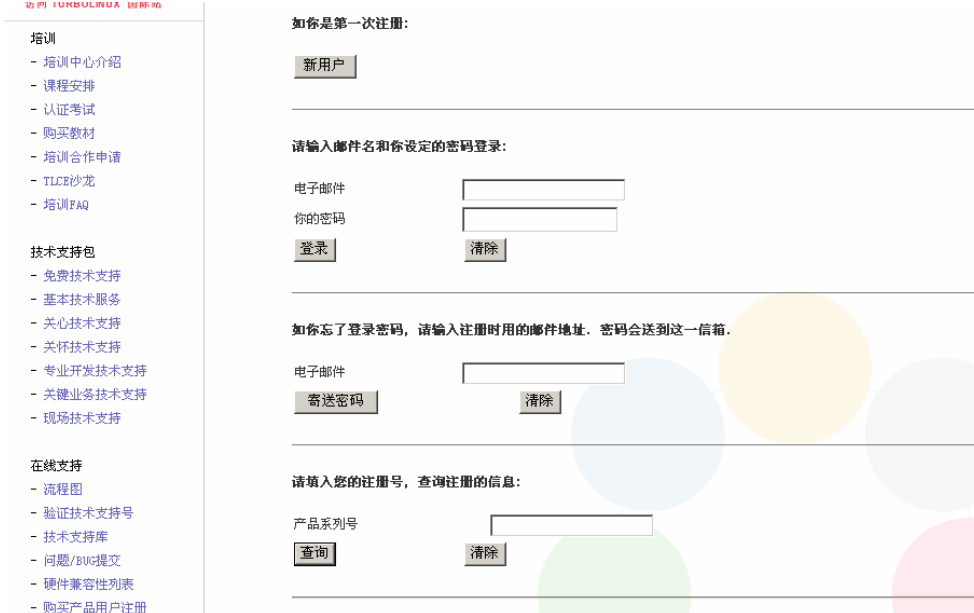 访问 TURBOLINUX 国际站
培训
- 培训中心介绍
- 课程安排
- 认证考试
- 购买教材
- 培训合作申请
- TLCE沙龙
- 培训FAQ
技术支持包
- 免费技术支持
- 基本技术服务
- 关心技术支持
- 关怀技术支持
- 专业开发技术支持
- 关键业务技术支持
- 现场技术支持
在线支持
- 流程图
- 验证技术支持号
- 技术支持库
- 问题/BUG提交
- 硬件兼容性列表
- 购买产品用户注册
如你是第一次注册:
新用户
请输入邮件名和你设定的密码登录:
电子邮件
你的密码
登录 清除
如你忘了登录密码, 请输入注册时用的邮件地址. 密码会送到这一信箱.
电子邮件
寄送密码 清除
请填入您的注册号, 查询注册的信息:
产品系列号
查询 清除